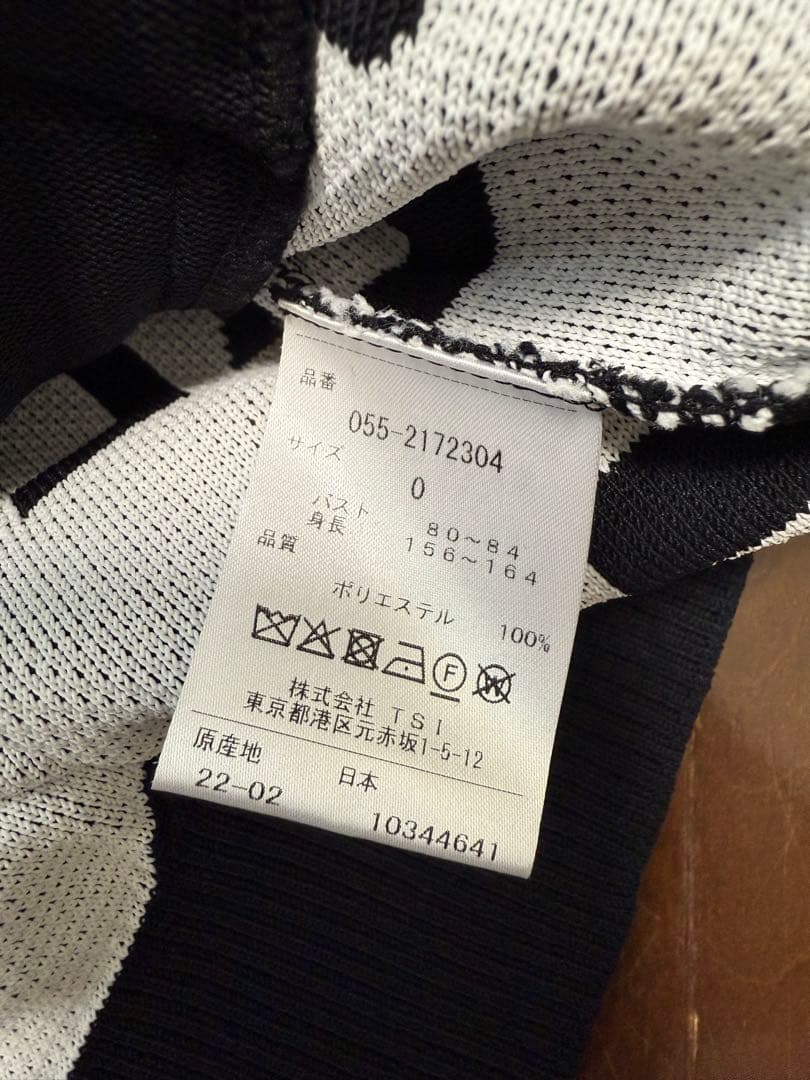 品番
055-2172304
サイズ
0
バスト 80～84
身長 156～164
品質
ポリエステル 100%
F W
株式会社 TSI
東京都港区元赤坂1-5-12
原産地 日本
22-02 10344641